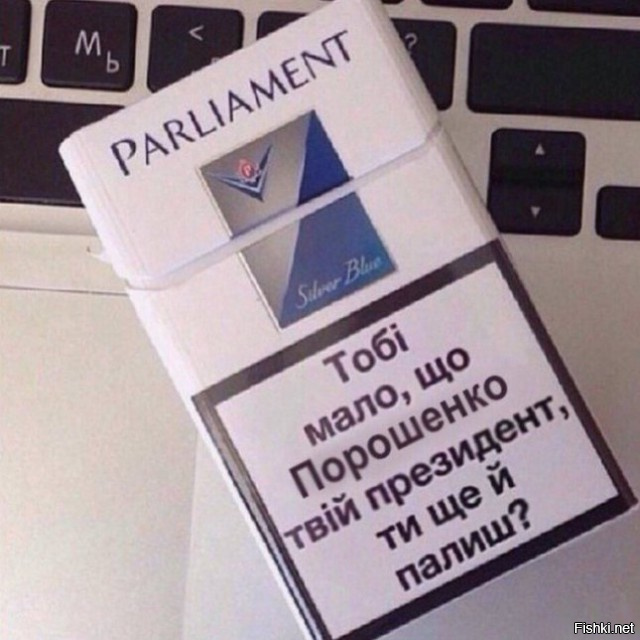 м ь
<
?
PARLIAMENT
Silver Blue
Тобі
мало, що
Порошенко
твій президент,
ти ще й
палиш?
Fishki.net